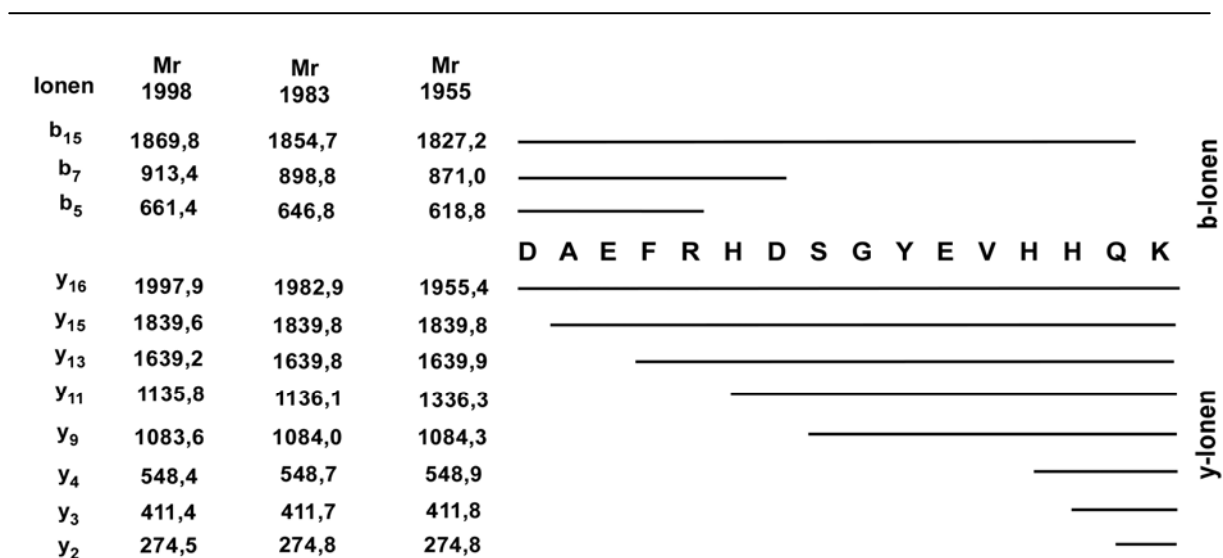 Ionen Mr 1998 Mr 1983 Mr 1955
b15 1869,8 1854,7 1827,2
b7 913,4 898,8 871,0
b5 661,4 646,8 618,8
b-Ionen
D A E F R H D S G Y E V H H Q K
y16 1997,9 1982,9 1955,4
y15 1839,6 1839,8 1839,8
y13 1639,2 1639,8 1639,9
y11 1135,8 1136,1 1336,3
y9 1083,6 1084,0 1084,3
y4 548,4 548,7 548,9
y3 411,4 411,7 411,8
y2 274,5 274,8 274,8
y-Ionen